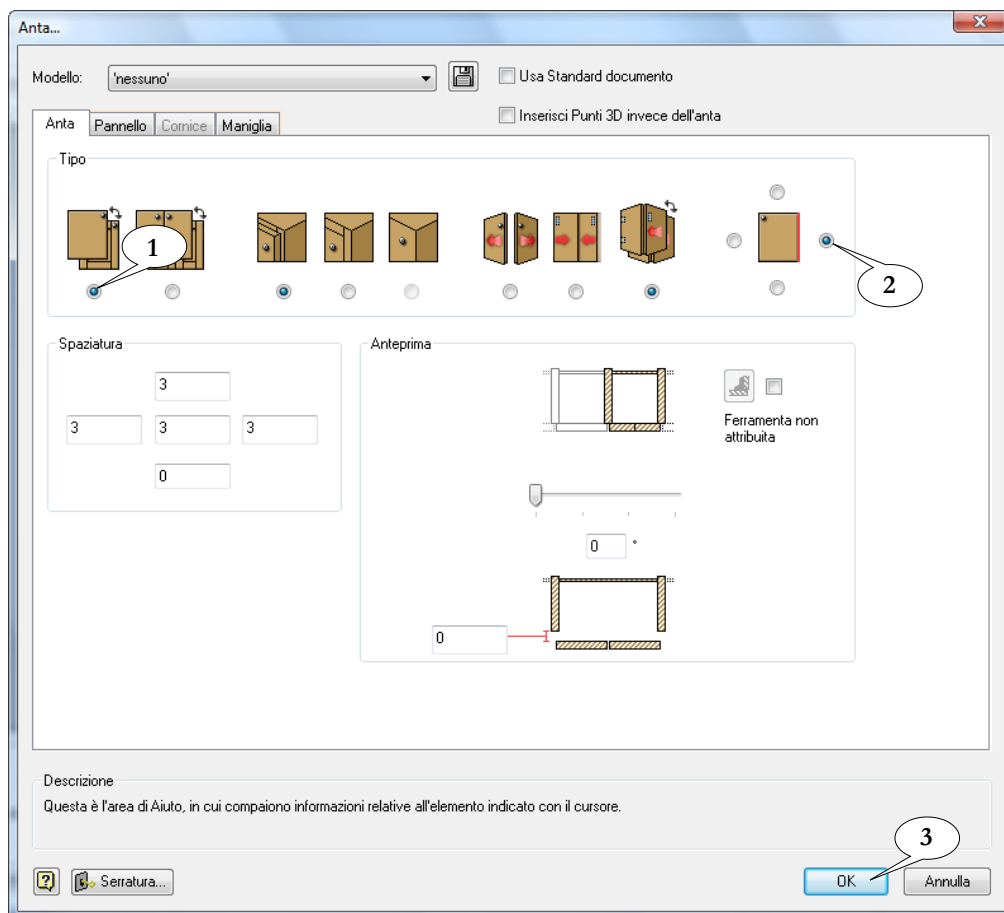 Anta...
Modello:
'nessuno'
Usa Standard documento
Inserisci Punti 3D invece dell'anta
Anta Pannello Cornice Maniglia
Tipo
1
2
Spaziatura
3
3 3 3
0
Anteprima
Ferramenta non
attribuita
0 °
0
Descrizione
Questa è l'area di Aiuto, in cui compaiono informazioni relative all'elemento indicato con il cursore.
3
Serratura...
OK Annulla